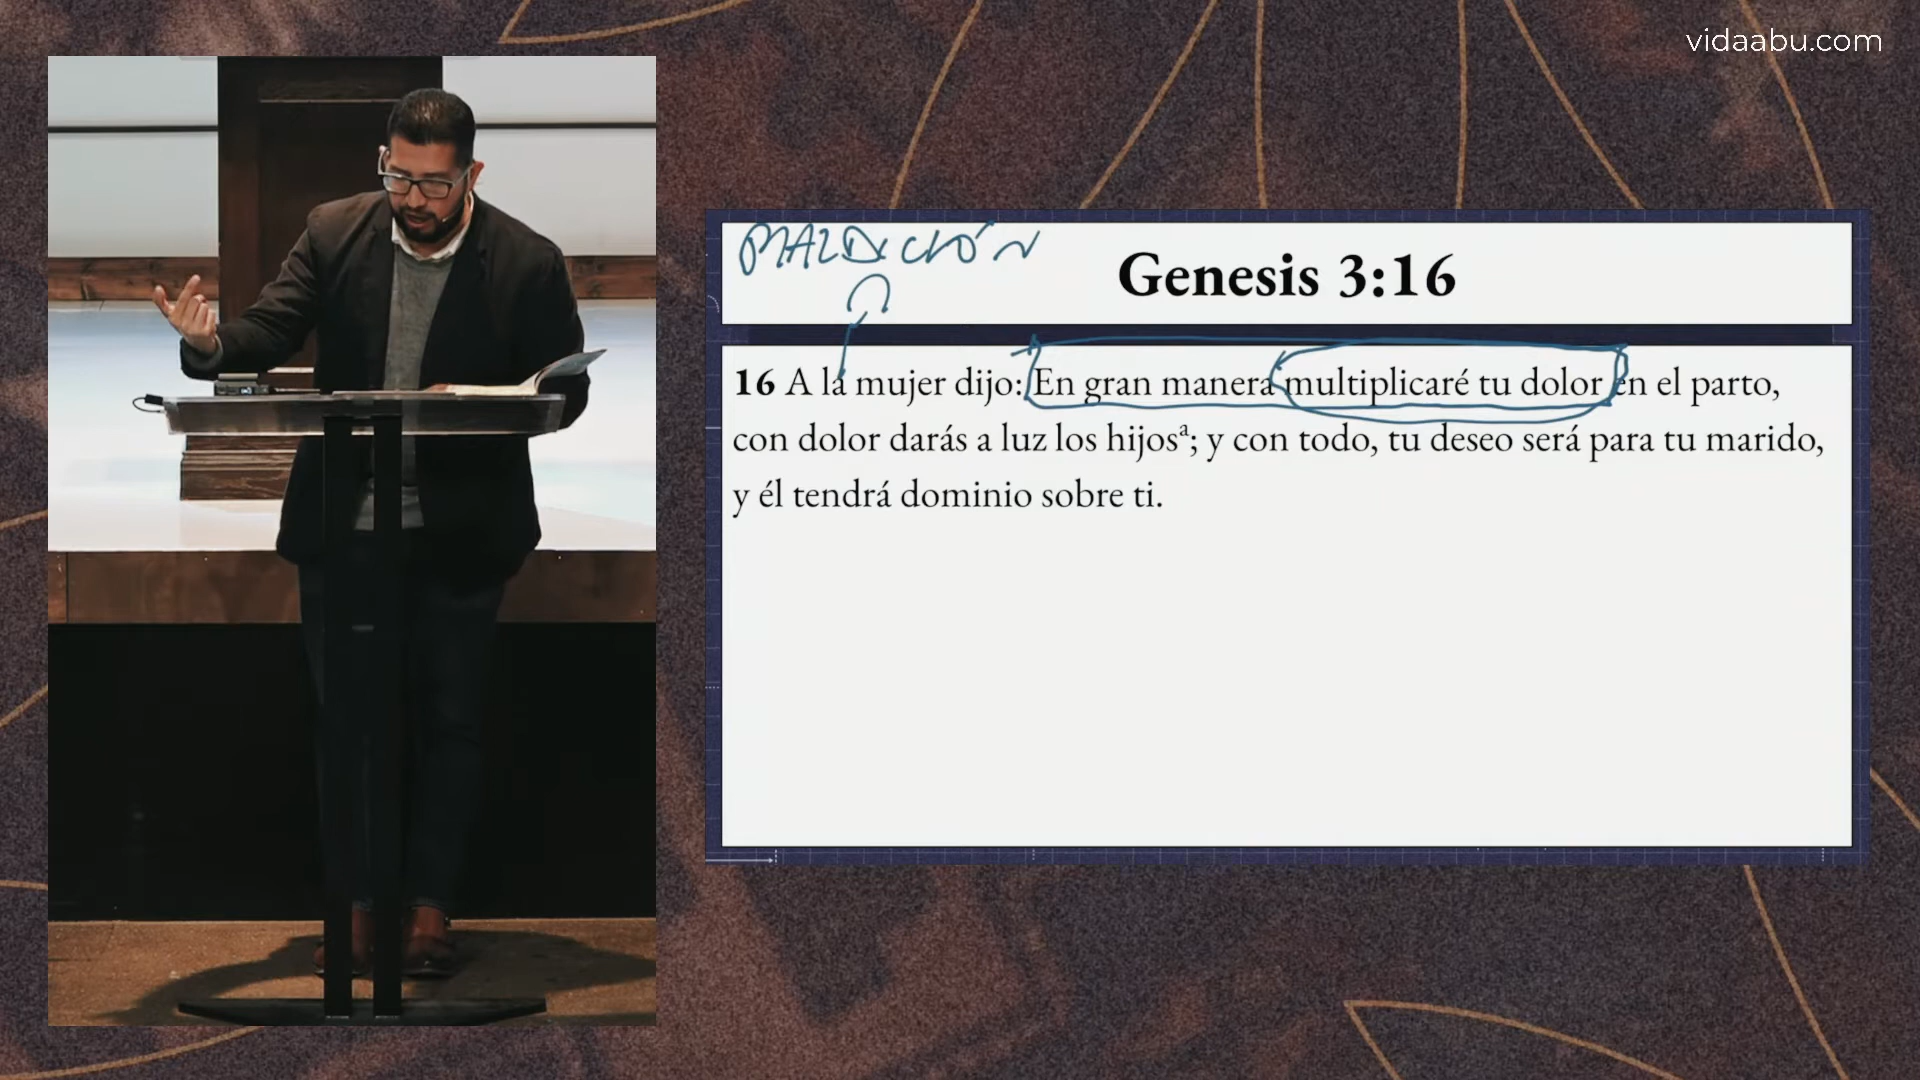 vidaabu.com
MALDICIÓN
Genesis 3:16
16 A la mujer dijo: En gran manera multiplicaré tu dolor en el parto,
con dolor darás a luz los hijosª; y con todo, tu deseo será para tu marido,
y él tendrá dominio sobre ti.